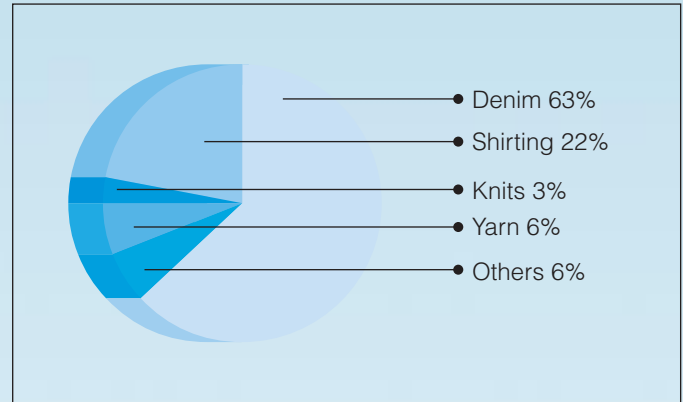 Denim 63%
Shirting 22%
Knits 3%
Yarn 6%
Others 6%